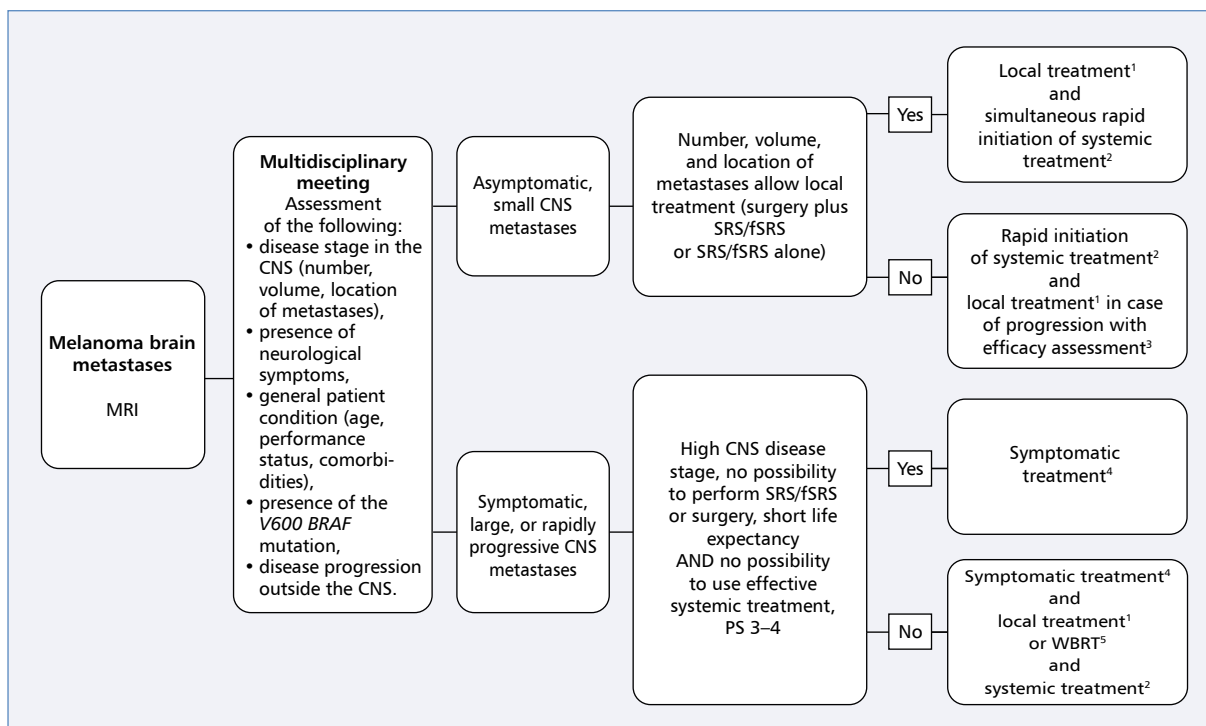 Melanoma brain
metastases
MRI
Multidisciplinary
meeting
Assessment
of the following:
• disease stage in the
CNS (number,
volume, location
of metastases),
• presence of
neurological
symptoms,
• general patient
condition (age,
performance
status, comorbi-
dities),
• presence of the
V600 BRAF
mutation,
• disease progression
outside the CNS.
Asymptomatic,
small CNS
metastases
Number, volume,
and location of
metastases allow local
treatment (surgery plus
SRS/fSRS
or SRS/fSRS alone)
Yes
Local treatment¹
and
simultaneous rapid
initiation of systemic
treatment²
No
Rapid initiation
of systemic treatment²
and
local treatment¹ in case
of progression with
efficacy assessment³
Symptomatic,
large, or rapidly
progressive CNS
metastases
High CNS disease
stage, no possibility
to perform SRS/fSRS
or surgery, short life
expectancy
AND no possibility
to use effective
systemic treatment,
PS 3–4
Yes
Symptomatic
treatment⁴
No
Symptomatic treatment⁴
and
local treatment¹
or WBRT⁵
and
systemic treatment²